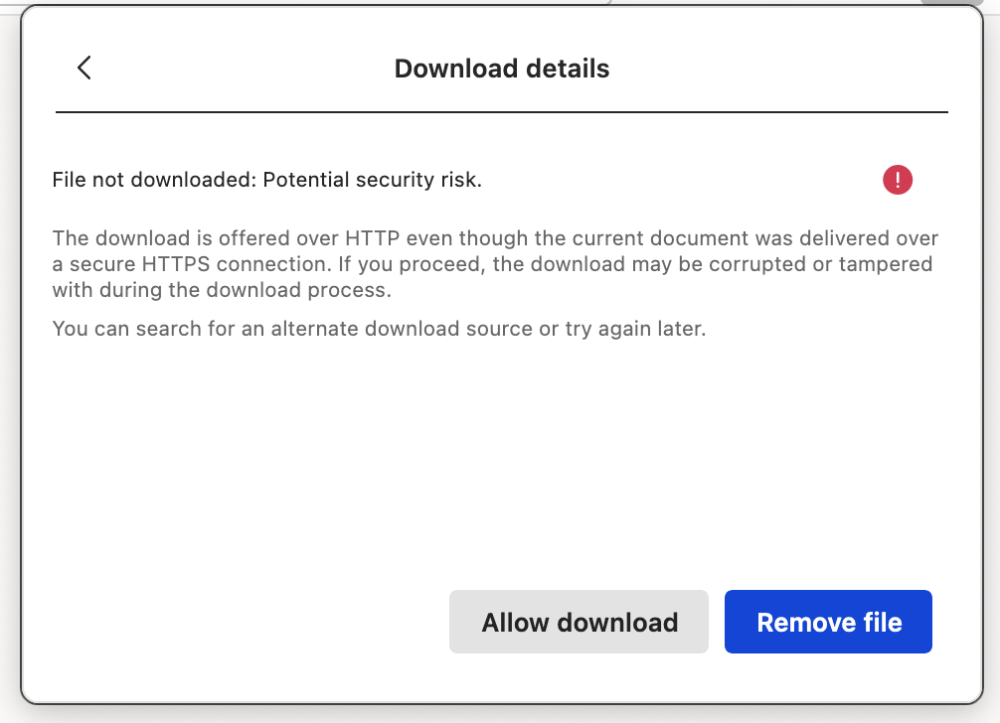 Download details
File not downloaded: Potential security risk.
The download is offered over HTTP even though the current document was delivered over
a secure HTTPS connection. If you proceed, the download may be corrupted or tampered
with during the download process.
You can search for an alternate download source or try again later.
Allow download
Remove file